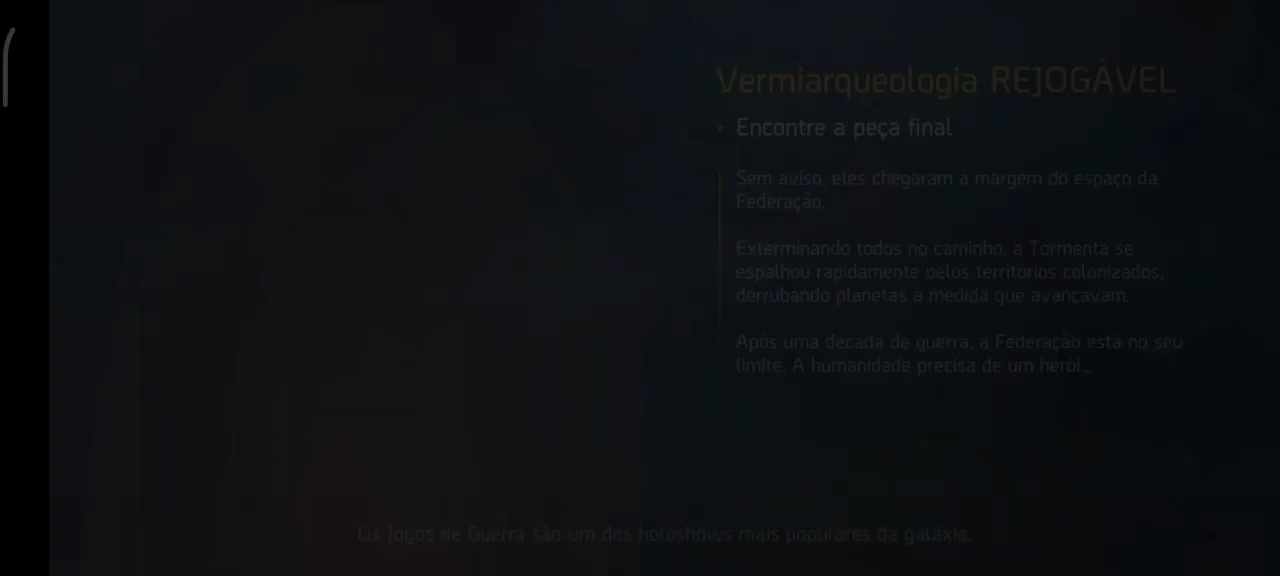 Vermiarqueologia REJOGÁVEL
· Encontre a peça final
Sem aviso, eles chegaram à margem do espaço da
Federação.
Exterminando todos no caminho, a Tormenta se
espalhou rapidamente pelos territórios colonizados,
derrubando planetas à medida que avançavam.
Após uma década de guerra, a Federação está no seu
limite. A humanidade precisa de um herói...
Os Jogos de Guerra são um dos holoshows mais populares da galáxia.